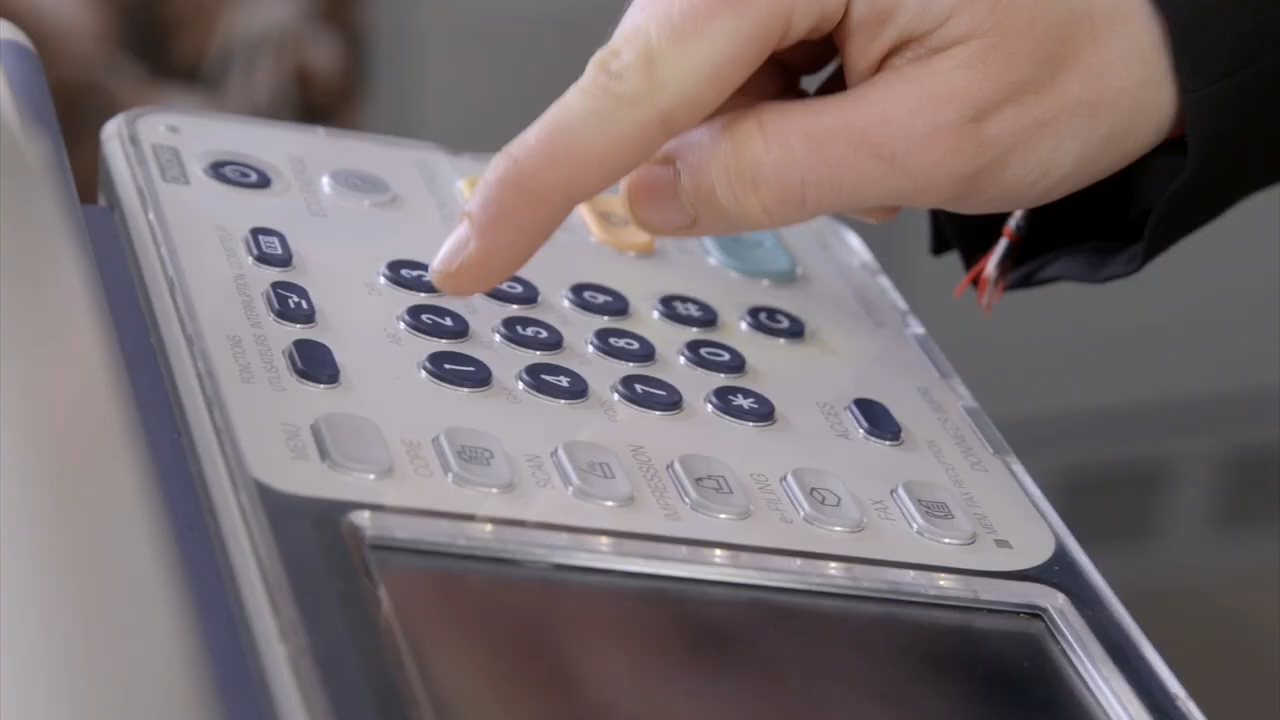 FONCTIONS
UTILISATEURS
INTERRUPTION
COMPTEUR
MENU
COPIE
SCAN
IMPRESSION
e-FILING
FAX
ACCES
1
2
3
4
5
6
7
8
9
*
0
#
C
ABC
MEM. FAX RECEPTION